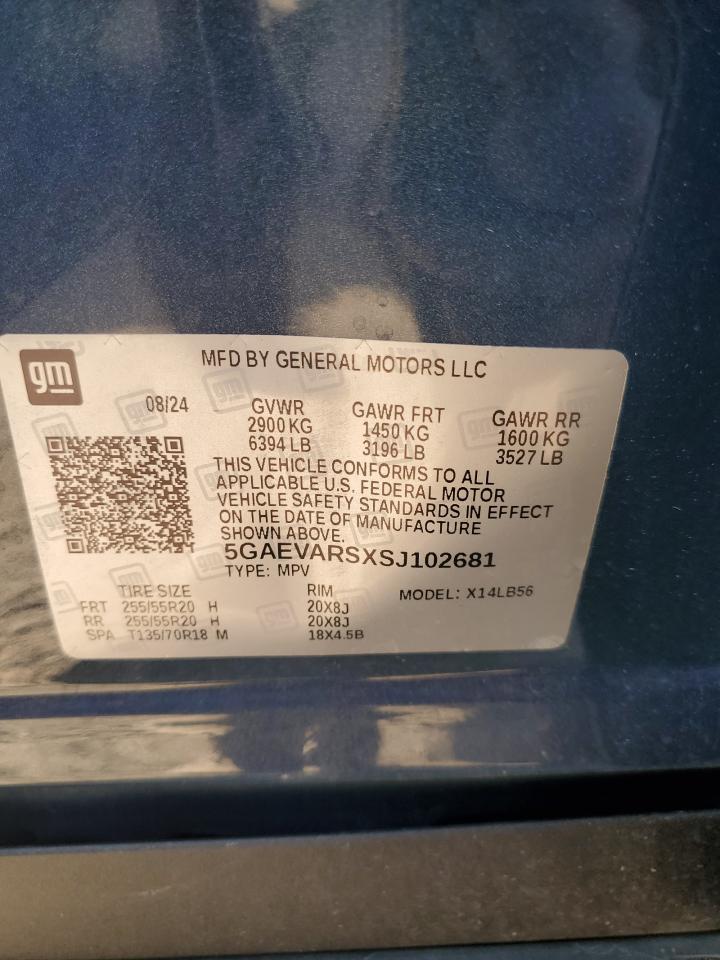 gm
MFD BY GENERAL MOTORS LLC
08/24
GVWR
2900 KG
6394 LB
GAWR FRT
1450 KG
3196 LB
GAWR RR
1600 KG
3527 LB
THIS VEHICLE CONFORMS TO ALL
APPLICABLE U.S. FEDERAL MOTOR
VEHICLE SAFETY STANDARDS IN EFFECT
ON THE DATE OF MANUFACTURE
SHOWN ABOVE.
5GAEVARSXSJ102681
TYPE: MPV
MODEL: X14LB56
TIRE SIZE RIM
FRT 255/55R20 H 20X8J
RR 255/55R20 H 20X8J
SPA T135/70R18 M 18X4.5B